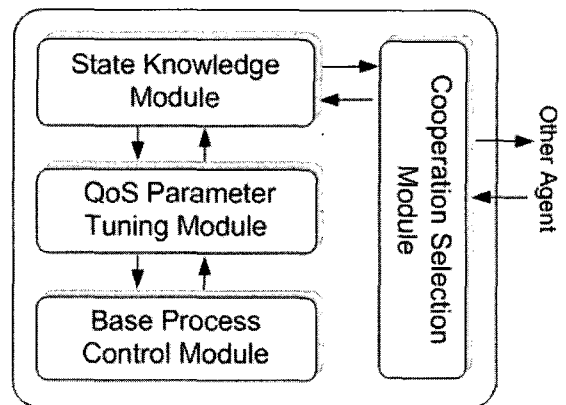 State Knowledge
Module
QoS Parameter
Tuning Module
Base Process
Control Module
Cooperation Selection
Module
Other Agent